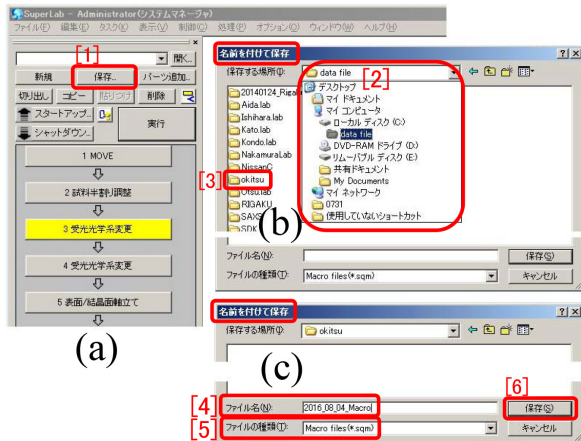 SuperLab - Administrator(システムマネージャ)
ファイル(F) 編集(E) タスク(K) 表示(V) 制御(C) 処理(P) オプション(O) ウィンドウ(W) ヘルプ(H)
[1]
開く...
新規 保存... パーツ追加...
切り出し コピー 貼りつけ 削除
スタートアップ...
シャットダウン...
実行
1 MOVE
2 試料半割り調整
3 受光光学系変更
4 受光光学系変更
5 表面/結晶面軸立て
(a)
名前を付けて保存
保存する場所(I): data file
[2]
20140124_Rigaku
Aida.lab
Ishihara.lab
Kato.lab
Kondo.lab
NakamuraLab
NissanC
[3] okitsu
Otsu.lab
RIGAKU
SAXS
SDK
デスクトップ
マイ ドキュメント
マイ コンピュータ
ローカル ディスク (C:)
data file
DVD-RAM ドライブ (D:)
リムーバブル ディスク (E:)
共有ドキュメント
My Documents
マイ ネットワーク
0731
使用していないショートカット
(b)
ファイル名(N): 保存(S)
ファイルの種類(T): Macro files(*.sqm) キャンセル
名前を付けて保存
保存する場所(I): okitsu
(c)
[6]
[4] ファイル名(N): 2016_08_04_Macro 保存(S)
[5] ファイルの種類(T): Macro files(*.sqm) キャンセル